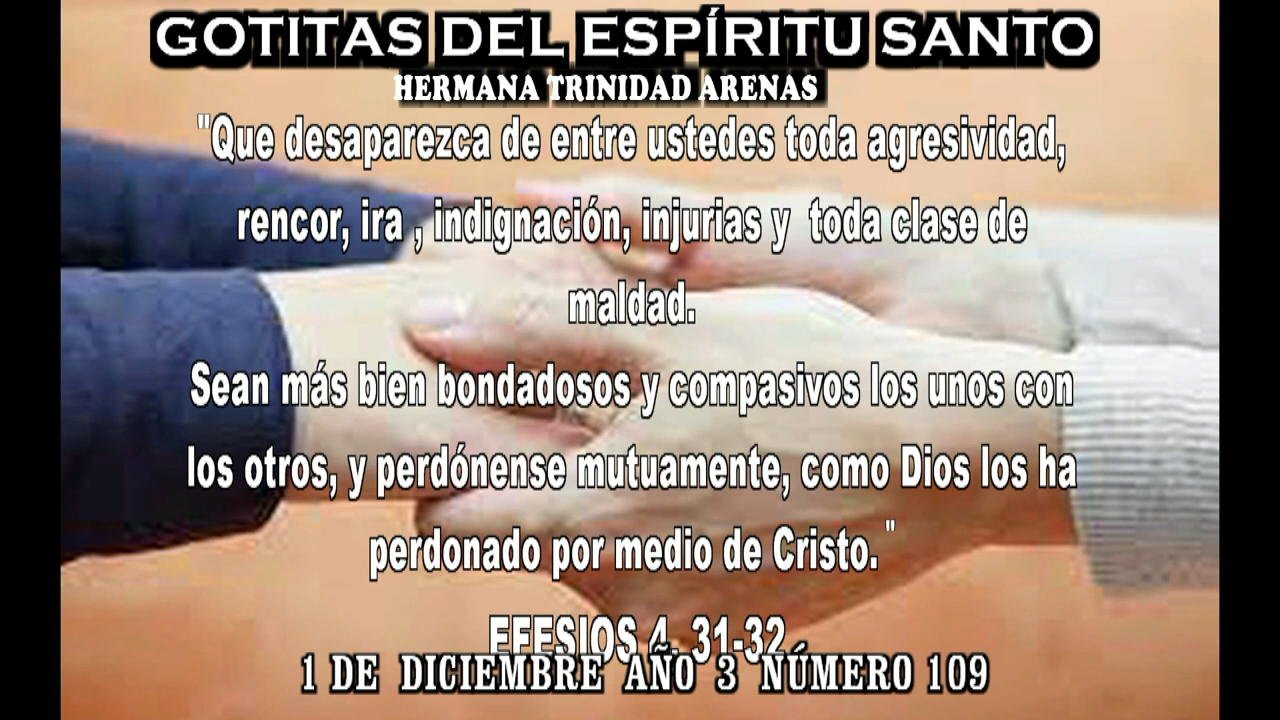 GOTITAS DEL ESPÍRITU SANTO
HERMANA TRINIDAD ARENAS
"Que desaparezca de entre ustedes toda agresividad,
rencor, ira , indignación, injurias y toda clase de
maldad.
Sean más bien bondadosos y compasivos los unos con
los otros, y perdónense mutuamente, como Dios los ha
perdonado por medio de Cristo. "
EFESIOS 4, 31-32
1 DE DICIEMBRE AÑO 3 NÚMERO 109